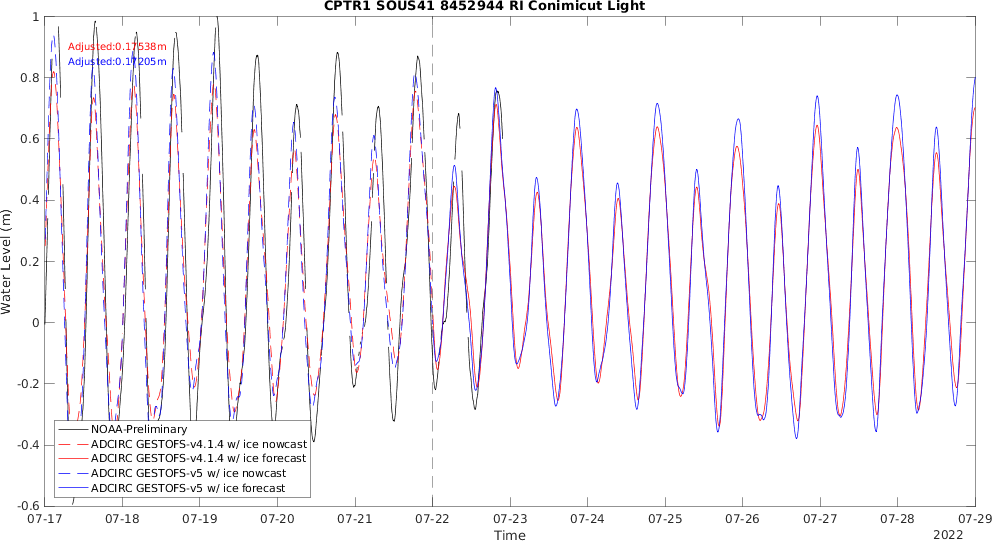 CPTR1 SOUS41 8452944 RI Conimicut Light
1
0.8
0.6
0.4
0.2
0
-0.2
-0.4
-0.6
Water Level (m)
Adjusted:0.17538m
Adjusted:0.17205m
NOAA-Preliminary
ADCIRC GESTOFS-v4.1.4 w/ ice nowcast
ADCIRC GESTOFS-v4.1.4 w/ ice forecast
ADCIRC GESTOFS-v5 w/ ice nowcast
ADCIRC GESTOFS-v5 w/ ice forecast
07-17 07-18 07-19 07-20 07-21 07-22 07-23 07-24 07-25 07-26 07-27 07-28 07-29
Time
2022